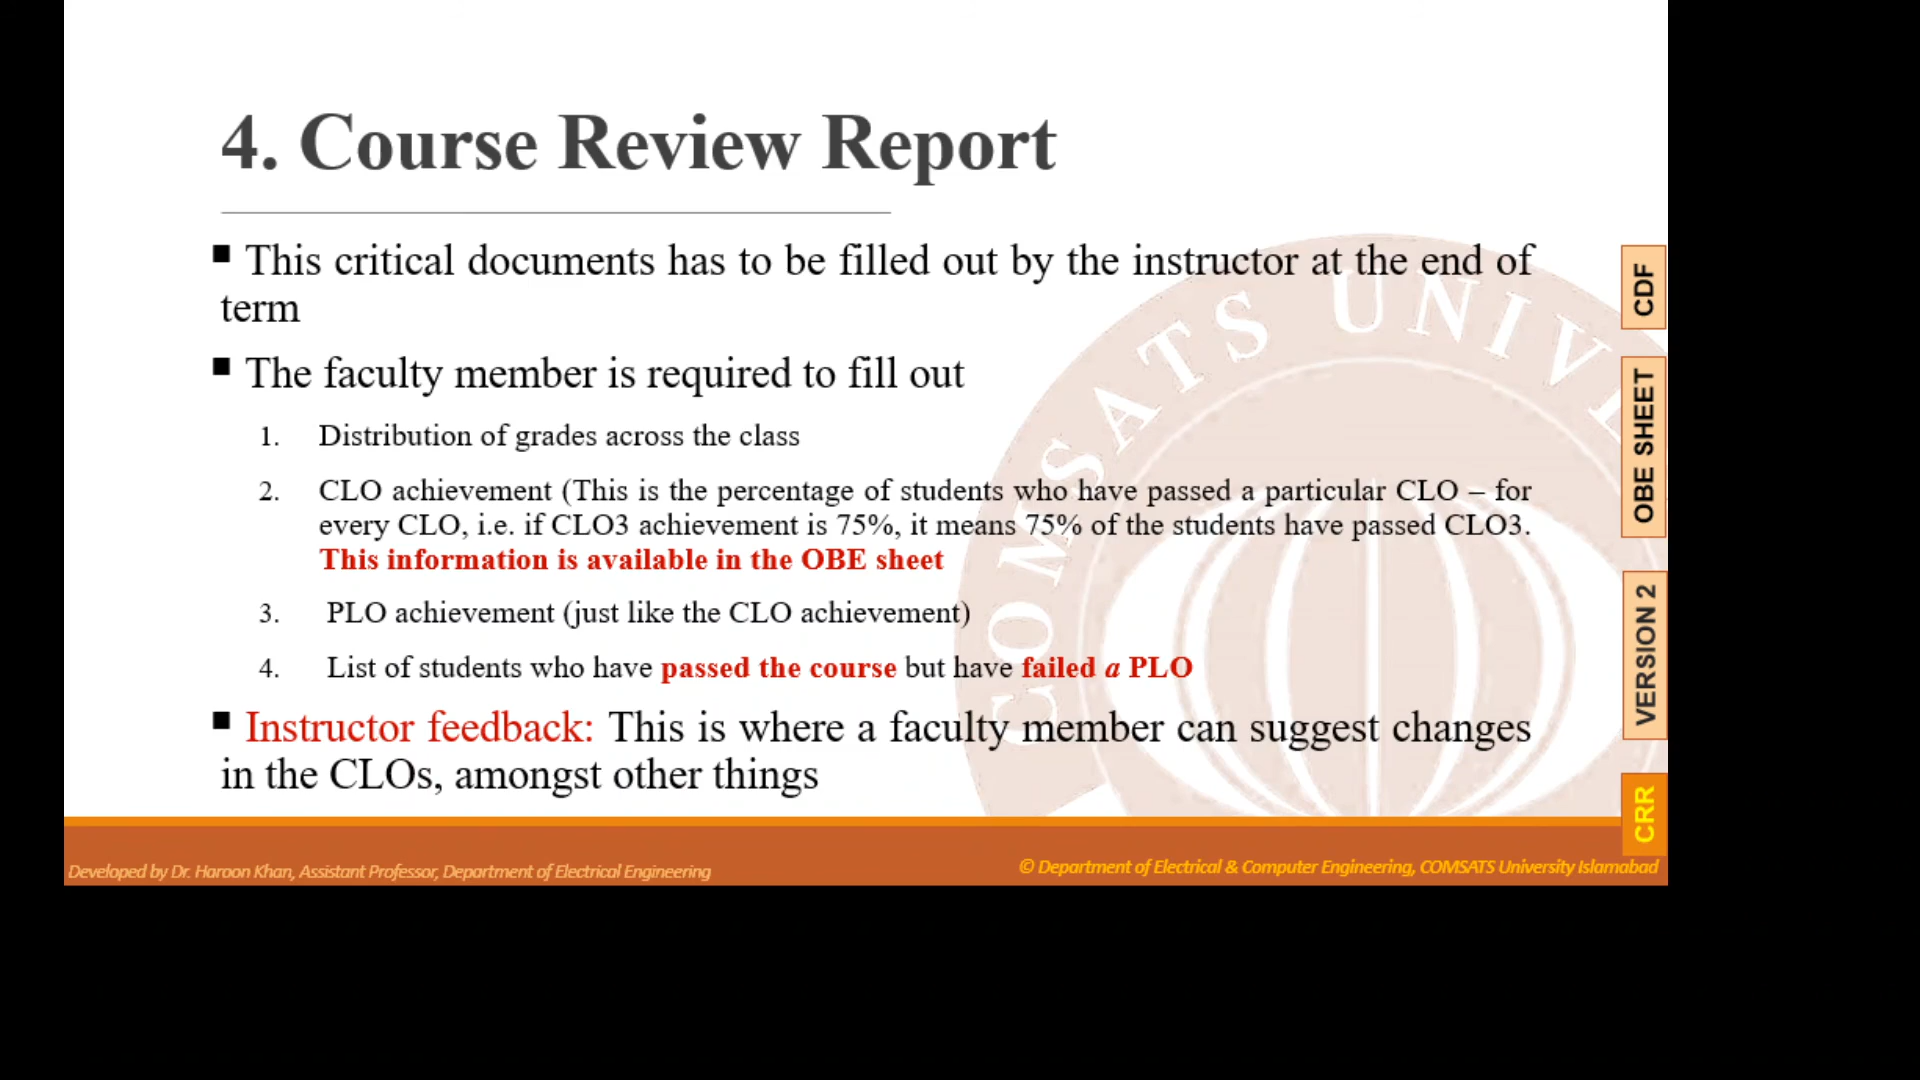 4. Course Review Report
▪ This critical documents has to be filled out by the instructor at the end of
term
▪ The faculty member is required to fill out
1. Distribution of grades across the class
2. CLO achievement (This is the percentage of students who have passed a particular CLO – for
every CLO, i.e. if CLO3 achievement is 75%, it means 75% of the students have passed CLO3.
This information is available in the OBE sheet
3. PLO achievement (just like the CLO achievement)
4. List of students who have passed the course but have failed a PLO
▪ Instructor feedback: This is where a faculty member can suggest changes
in the CLOs, amongst other things
COMSATS UNIV
CDF
OBE SHEET
VERSION 2
CRR
Developed by Dr. Haroon Khan, Assistant Professor, Department of Electrical Engineering
© Department of Electrical & Computer Engineering, COMSATS University Islamabad